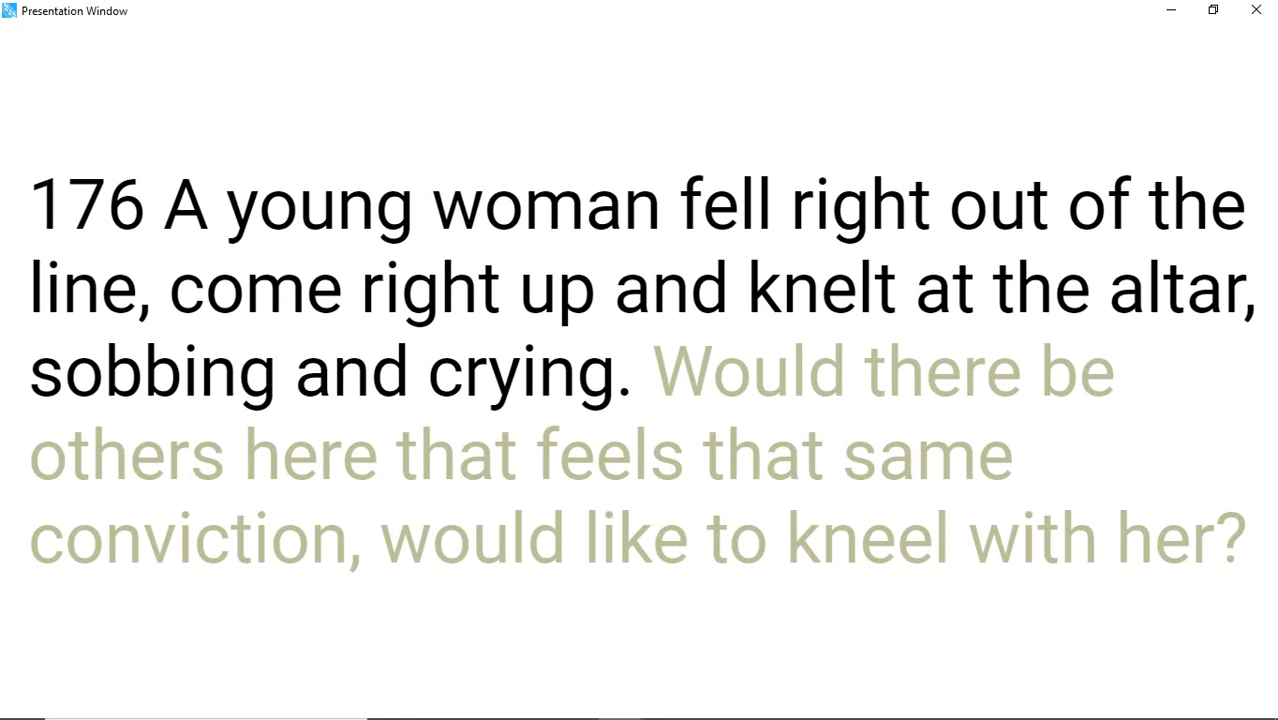 Presentation Window
176 A young woman fell right out of the
line, come right up and knelt at the altar,
sobbing and crying. Would there be
others here that feels that same
conviction, would like to kneel with her?